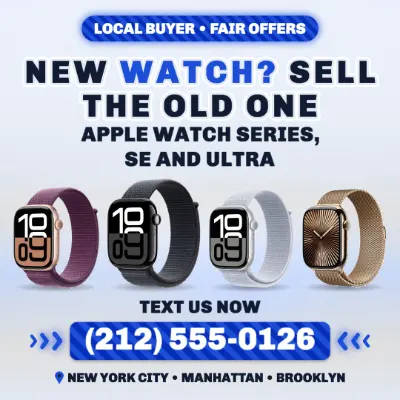 LOCAL BUYER • FAIR OFFERS
NEW WATCH? SELL
THE OLD ONE
APPLE WATCH SERIES,
SE AND ULTRA
10
09
10
09
10
09
TEXT US NOW
(212) 555-0126
NEW YORK CITY • MANHATTAN • BROOKLYN